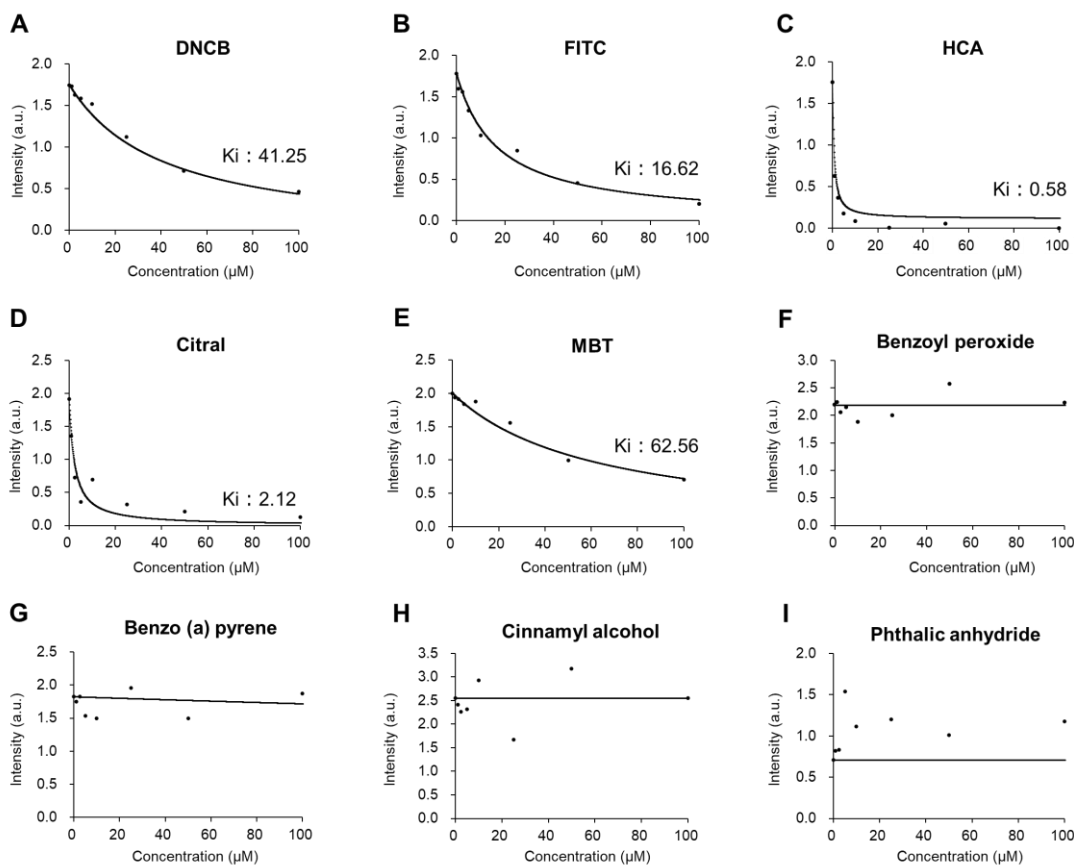 A
DNCB
Intensity (a.u.)
2.0
1.5
1.0
0.5
0.0
Ki : 41.25
0 20 40 60 80 100
Concentration (µM)
B
FITC
Intensity (a.u.)
2.0
1.5
1.0
0.5
0.0
Ki : 16.62
0 20 40 60 80 100
Concentration (µM)
C
HCA
Intensity (a.u.)
2.0
1.5
1.0
0.5
0.0
Ki : 0.58
0 20 40 60 80 100
Concentration (µM)
D
Citral
Intensity (a.u.)
2.5
2.0
1.5
1.0
0.5
0.0
Ki : 2.12
0 20 40 60 80 100
Concentration (µM)
E
MBT
Intensity (a.u.)
2.5
2.0
1.5
1.0
0.5
0.0
Ki : 62.56
0 20 40 60 80 100
Concentration (µM)
F
Benzoyl peroxide
Intensity (a.u.)
3.0
2.5
2.0
1.5
1.0
0.5
0.0
0 20 40 60 80 100
Concentration (µM)
G
Benzo (a) pyrene
Intensity (a.u.)
2.5
2.0
1.5
1.0
0.5
0.0
0 20 40 60 80 100
Concentration (µM)
H
Cinnamyl alcohol
Intensity (a.u.)
3.5
3.0
2.5
2.0
3.5
3.0
0.5
0.0
0 20 40 60 80 100
Concentration (µM)
I
Phthalic anhydride
Intensity (a.u.)
2.0
1.5
1.0
0.5
0.0
0 20 40 60 80 100
Concentration (µM)